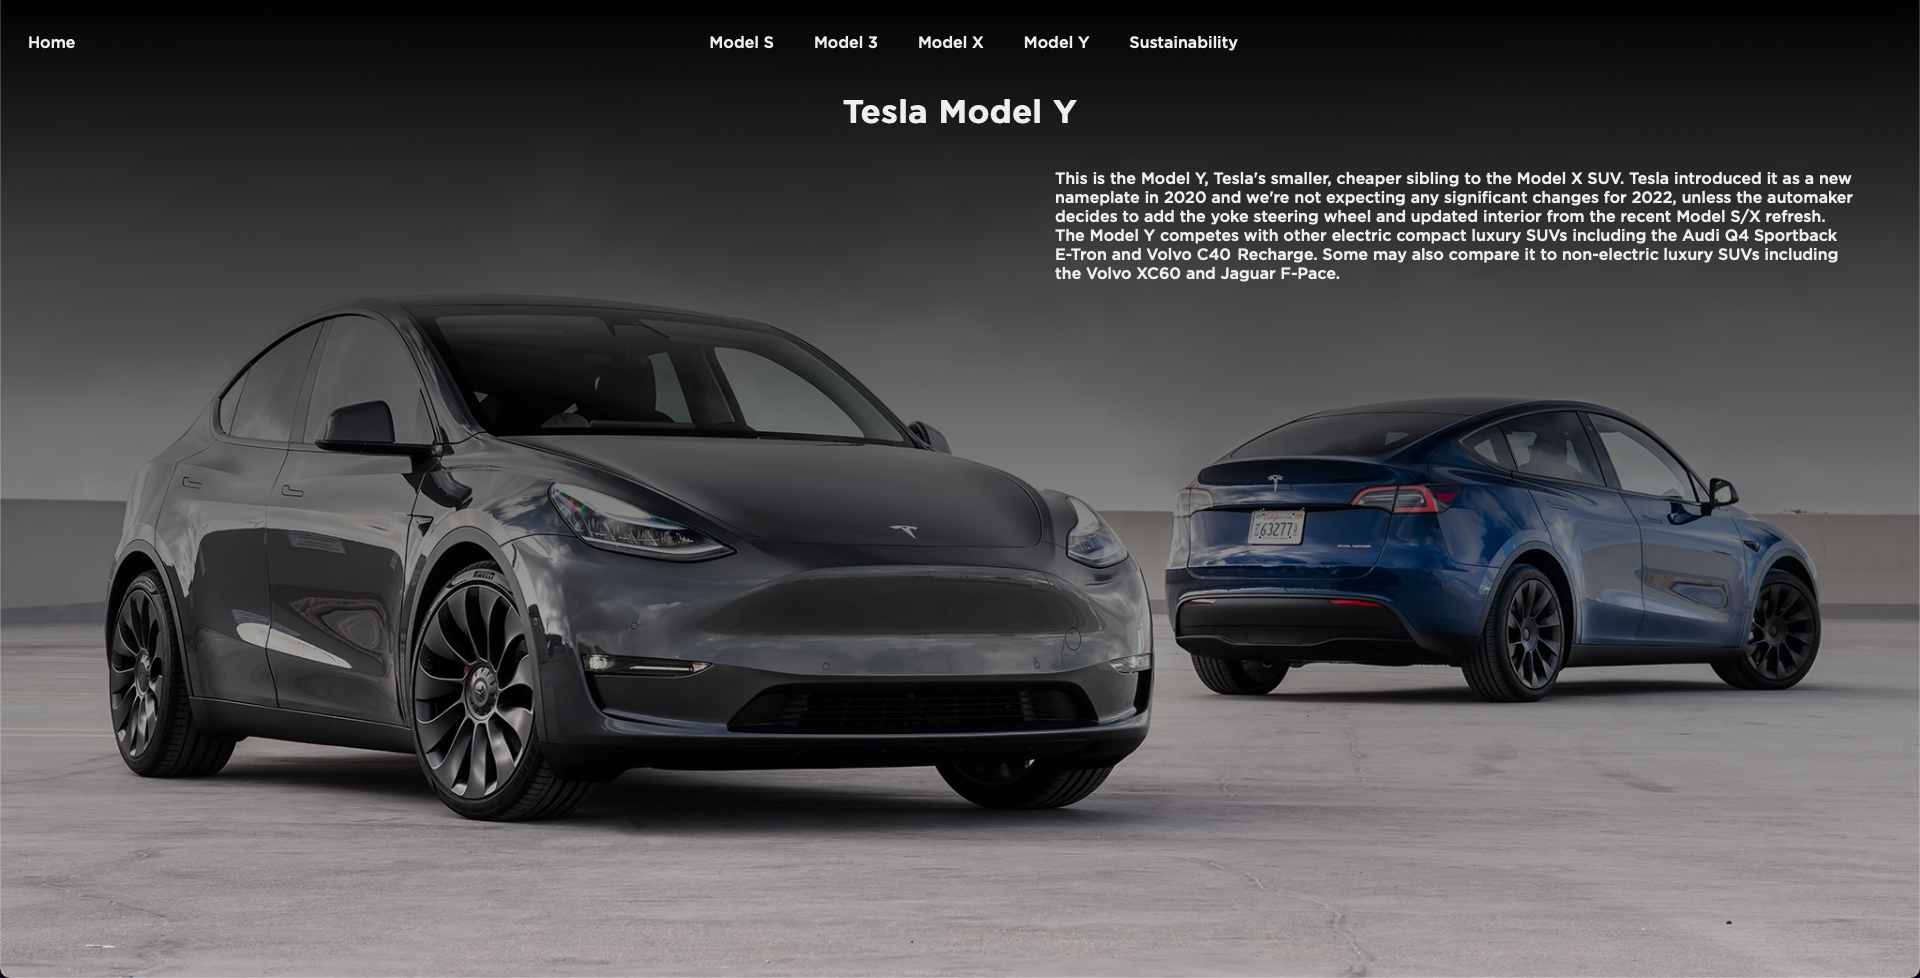 Home
Model S
Model 3
Model X
Model Y
Sustainability
Tesla Model Y
This is the Model Y, Tesla's smaller, cheaper sibling to the Model X SUV. Tesla introduced it as a new
nameplate in 2020 and we're not expecting any significant changes for 2022, unless the automaker
decides to add the yoke steering wheel and updated interior from the recent Model S/X refresh.
The Model Y competes with other electric compact luxury SUVs including the Audi Q4 Sportback
E-Tron and Volvo C40 Recharge. Some may also compare it to non-electric luxury SUVs including
the Volvo XC60 and Jaguar F-Pace.
PIRELLI
63277
DUAL MOTOR